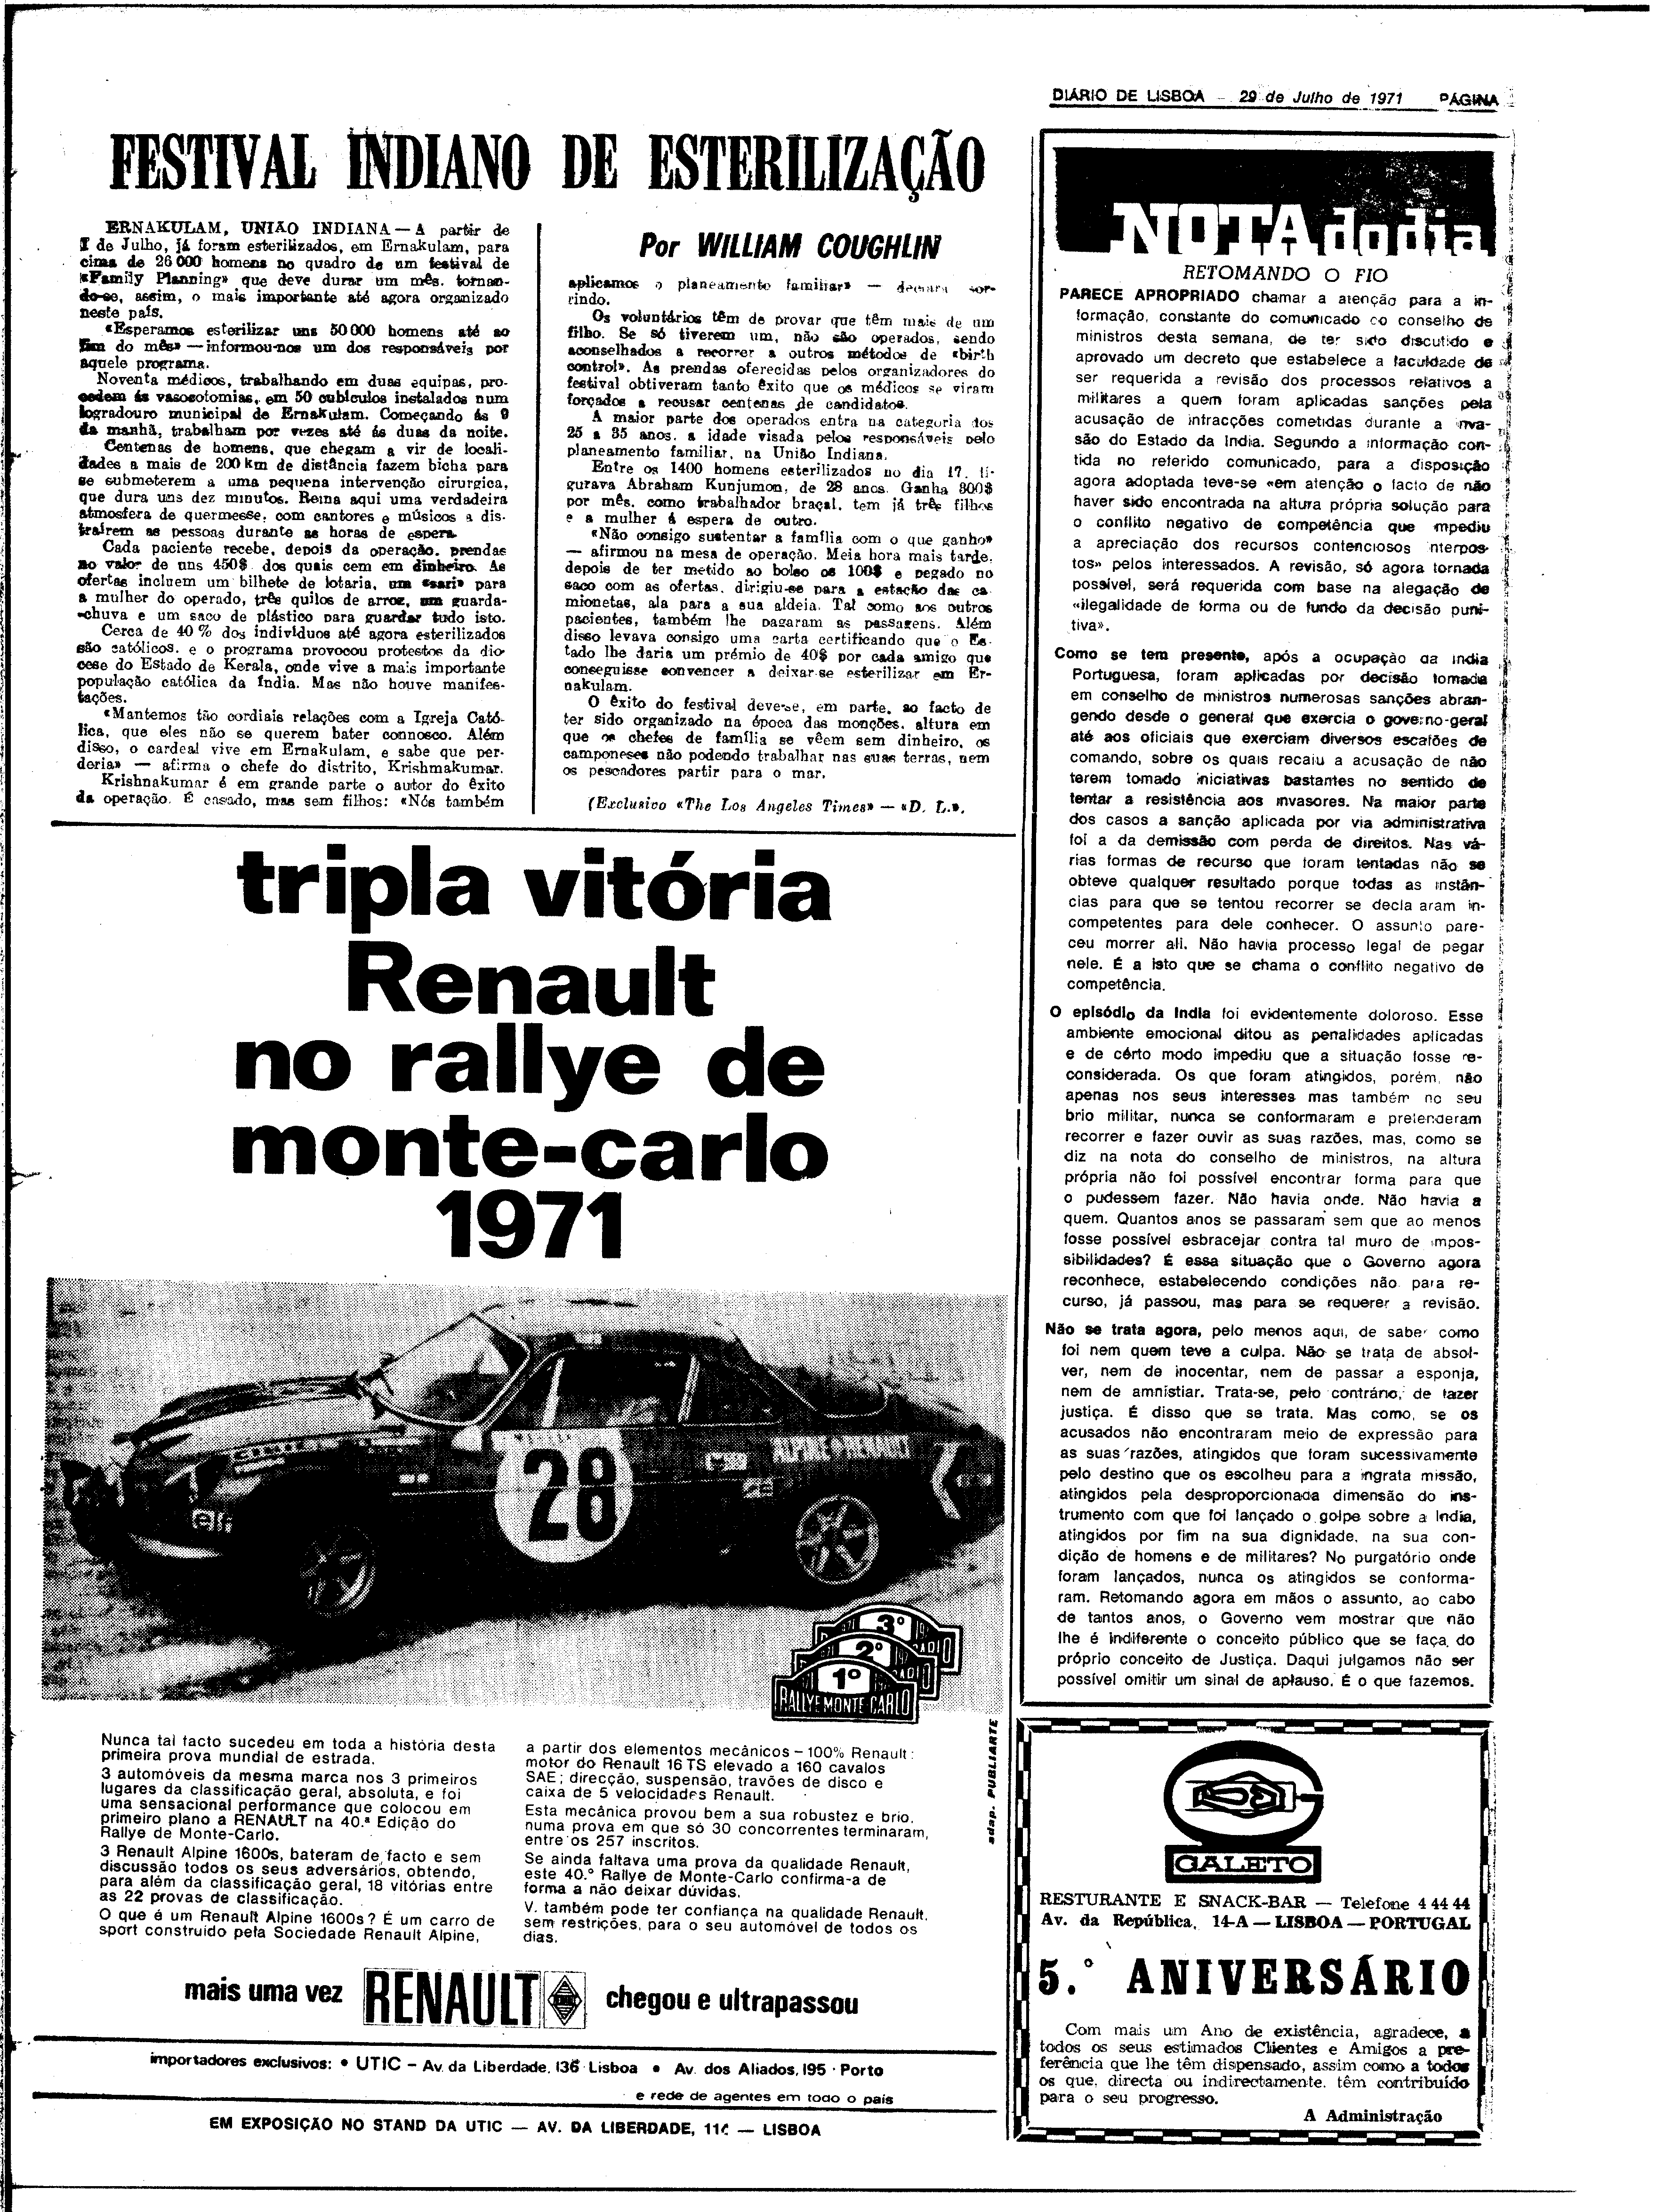 DIÁRIO DE LISBOA — 29 de Julho de 1971 PÁGINA
FESTIVAL INDIANO DE ESTERILIZAÇÃO
ERNAKULAM, UNIÃO INDIANA — A partir de
1 de Julho, já foram esterilizados, em Ernakulam, para
cima de 26 000 homens no quadro de um festival de
«Family Planning» que deve durar um mês. tornan-
do-se, assim, o mais importante até agora organizado
neste país.
«Esperamos esterilizar uns 50 000 homens até ao
fim do mês» — informou-nos um dos responsáveis por
aquele programa.
Noventa médicos, trabalhando em duas equipas, pro-
cedem ás vasosotomias, em 50 cubículos instalados num
logradouro municipal de Ernakulam. Começando ás 9
da manhã, trabalham por vezes até ás duas da noite.
Centenas de homens, que chegam a vir de locali-
dades a mais de 200 km de distância fazem bicha para
se submeterem a uma pequena intervenção cirurgica,
que dura uns dez minutos. Reina aqui uma verdadeira
atmosfera de quermesse, com cantores e músicos a dis-
traírem as pessoas durante as horas de espera.
Cada paciente recebe, depois da operação. prendas
no valor de uns 450$ dos quais cem em dinheiro. As
ofertas incluem um bilhete de lotaria, um «sari» para
a mulher do operado, três quilos de arroz, um guarda-
-chuva e um saco de plástico para guardar tudo isto.
Cerca de 40 % dos indivíduos até agora esterilizados
são católicos. e o programa provocou protestos da dio-
cese do Estado de Kerala, onde vive a mais importante
população católica da Índia. Mas não houve manifes-
tações.
«Mantemos tão cordiais relações com a Igreja Cató-
lica, que eles não se querem bater connosco. Além
disso, o cardeal vive em Ernakulam, e sabe que per-
deria» — afirma o chefe do distrito, Krishmakumar.
Krishnakumar é em grande parte o autor do êxito
da operação. É casado, mas sem filhos: «Nós também
Por WILLIAM COUGHLIN
aplicamos o planeamento familiar» — declara sor-
rindo.
Os voluntários têm de provar que têm mais de um
filho. Se só tiverem um, não são operados, sendo
aconselhados a recorrer a outros métodos de «birth
control». As prendas oferecidas pelos organizadores do
festival obtiveram tanto êxito que os médicos se viram
forçados a recusar centenas de candidatos.
A maior parte dos operados entra na categoria dos
25 a 35 anos. a idade visada pelos responsáveis pelo
planeamento familiar, na União Indiana.
Entre os 1400 homens esterilizados no dia 17. fi-
gurava Abraham Kunjumon, de 28 anos. Ganha 300$
por mês, como trabalhador braçal, tem já três filhos
e a mulher á espera de outro.
«Não consigo sustentar a família com o que ganho»
— afirmou na mesa de operação. Meia hora mais tarde,
depois de ter metido ao bolso os 100$ e pegado no
saco com as ofertas, dirigiu-se para a estação das ca-
mionetas, ala para a sua aldeia. Tal como aos outros
pacientes, também lhe pagaram as passagens. Além
disso levava consigo uma carta certificando que o Es-
tado lhe daria um prémio de 40$ por cada amigo que
conseguisse convencer a deixar-se esterilizar em Er-
nakulam.
O êxito do festival deve-se, em parte, ao facto de
ter sido organizado na época das monções, altura em
que os chefes de família se vêem sem dinheiro, os
camponeses não podendo trabalhar nas suas terras, nem
os pescadores partir para o mar.
(Exclusivo «The Los Angeles Times» — «D. L.».
tripla vitória
Renault
no rallye de
monte-carlo
1971
28
ALPINE RENAULT
elf
3º
2º
1º
RALLYE MONTE-CARLO
adap. PUBLIARTE
Nunca tal facto sucedeu em toda a história desta
primeira prova mundial de estrada.
3 automóveis da mesma marca nos 3 primeiros
lugares da classificação geral, absoluta, e foi
uma sensacional performance que colocou em
primeiro plano a RENAULT na 40.ª Edição do
Rallye de Monte-Carlo.
3 Renault Alpine 1600s, bateram de facto e sem
discussão todos os seus adversários, obtendo,
para além da classificação geral, 18 vitórias entre
as 22 provas de classificação.
O que é um Renault Alpine 1600s? É um carro de
sport construido pela Sociedade Renault Alpine,
a partir dos elementos mecânicos – 100% Renault:
motor do Renault 16 TS elevado a 160 cavalos
SAE; direcção, suspensão, travões de disco e
caixa de 5 velocidades Renault.
Esta mecânica provou bem a sua robustez e brio,
numa prova em que só 30 concorrentes terminaram,
entre os 257 inscritos.
Se ainda faltava uma prova da qualidade Renault,
este 40.º Rallye de Monte-Carlo confirma-a de
forma a não deixar dúvidas.
V. também pode ter confiança na qualidade Renault,
sem restrições, para o seu automóvel de todos os
dias.
mais uma vez RENAULT chegou e ultrapassou
importadores exclusivos: • UTIC – Av. da Liberdade, 136 Lisboa • Av. dos Aliados, 195 · Porto
e rede de agentes em todo o país
EM EXPOSIÇÃO NO STAND DA UTIC — AV. DA LIBERDADE, — LISBOA
NOTA do dia
RETOMANDO O FIO
PARECE APROPRIADO chamar a atenção para a in-
formação, constante do comunicado do conselho de
ministros desta semana, de ter sido discutido e
aprovado um decreto que estabelece a faculdade de
ser requerida a revisão dos processos relativos a
militares a quem foram aplicadas sanções pela
acusação de infracções cometidas durante a inva-
são do Estado da India. Segundo a informação con-
tida no referido comunicado, para a disposição
agora adoptada teve-se «em atenção o facto de não
haver sido encontrada na altura própria solução para
o conflito negativo de competência que impediu
a apreciação dos recursos contenciosos interpos-
tos» pelos interessados. A revisão, só agora tornada
possível, será requerida com base na alegação de
«ilegalidade de forma ou de fundo da decisão puni-
tiva».
Como se tem presente, após a ocupação da India
Portuguesa, foram aplicadas por decisão tomada
em conselho de ministros numerosas sanções abran-
gendo desde o general que exercia o governo-geral
até aos oficiais que exerciam diversos escalões de
comando, sobre os quais recaiu a acusação de não
terem tomado iniciativas bastantes no sentido de
tentar a resistência aos invasores. Na maior parte
dos casos a sanção aplicada por via administrativa
foi a da demissão com perda de direitos. Nas vá-
rias formas de recurso que foram tentadas não se
obteve qualquer resultado porque todas as instân-
cias para que se tentou recorrer se decla aram in-
competentes para dele conhecer. O assunto pare-
ceu morrer ali. Não havia processo legal de pegar
nele. É a isto que se chama o conflito negativo de
competência.
O episódio da India foi evidentemente doloroso. Esse
ambiente emocional ditou as penalidades aplicadas
e de certo modo impediu que a situação fosse re-
considerada. Os que foram atingidos, porém, não
apenas nos seus interesses mas também no seu
brio militar, nunca se conformaram e pretenderam
recorrer e fazer ouvir as suas razões, mas, como se
diz na nota do conselho de ministros, na altura
própria não foi possível encontrar forma para que
o pudessem fazer. Não havia onde. Não havia a
quem. Quantos anos se passaram sem que ao menos
fosse possível esbracejar contra tal muro de impos-
sibilidades? É essa situação que o Governo agora
reconhece, estabelecendo condições não para re-
curso, já passou, mas para se requerer a revisão.
Não se trata agora, pelo menos aqui, de saber como
foi nem quem teve a culpa. Não se trata de absol-
ver, nem de inocentar, nem de passar a esponja,
nem de amnistiar. Trata-se, pelo contrário, de fazer
justiça. É disso que se trata. Mas como, se os
acusados não encontraram meio de expressão para
as suas razões, atingidos que foram sucessivamente
pelo destino que os escolheu para a ingrata missão,
atingidos pela desproporcionada dimensão do ins-
trumento com que foi lançado o golpe sobre a India,
atingidos por fim na sua dignidade, na sua con-
dição de homens e de militares? No purgatório onde
foram lançados, nunca os atingidos se conforma-
ram. Retomando agora em mãos o assunto, ao cabo
de tantos anos, o Governo vem mostrar que não
lhe é indiferente o conceito público que se faça do
próprio conceito de Justiça. Daqui julgamos não ser
possível omitir um sinal de aplauso. É o que fazemos.
GALETO
RESTURANTE E SNACK-BAR — Telefone 4 44 44
Av. da República, 14-A — LISBOA — PORTUGAL
5.º ANIVERSÁRIO
Com mais um Ano de existência, agradece, a
todos os seus estimados Clientes e Amigos a pre-
ferência que lhe têm dispensado, assim como a todos
os que, directa ou indirectamente. têm contribuído
para o seu progresso.
A Administração